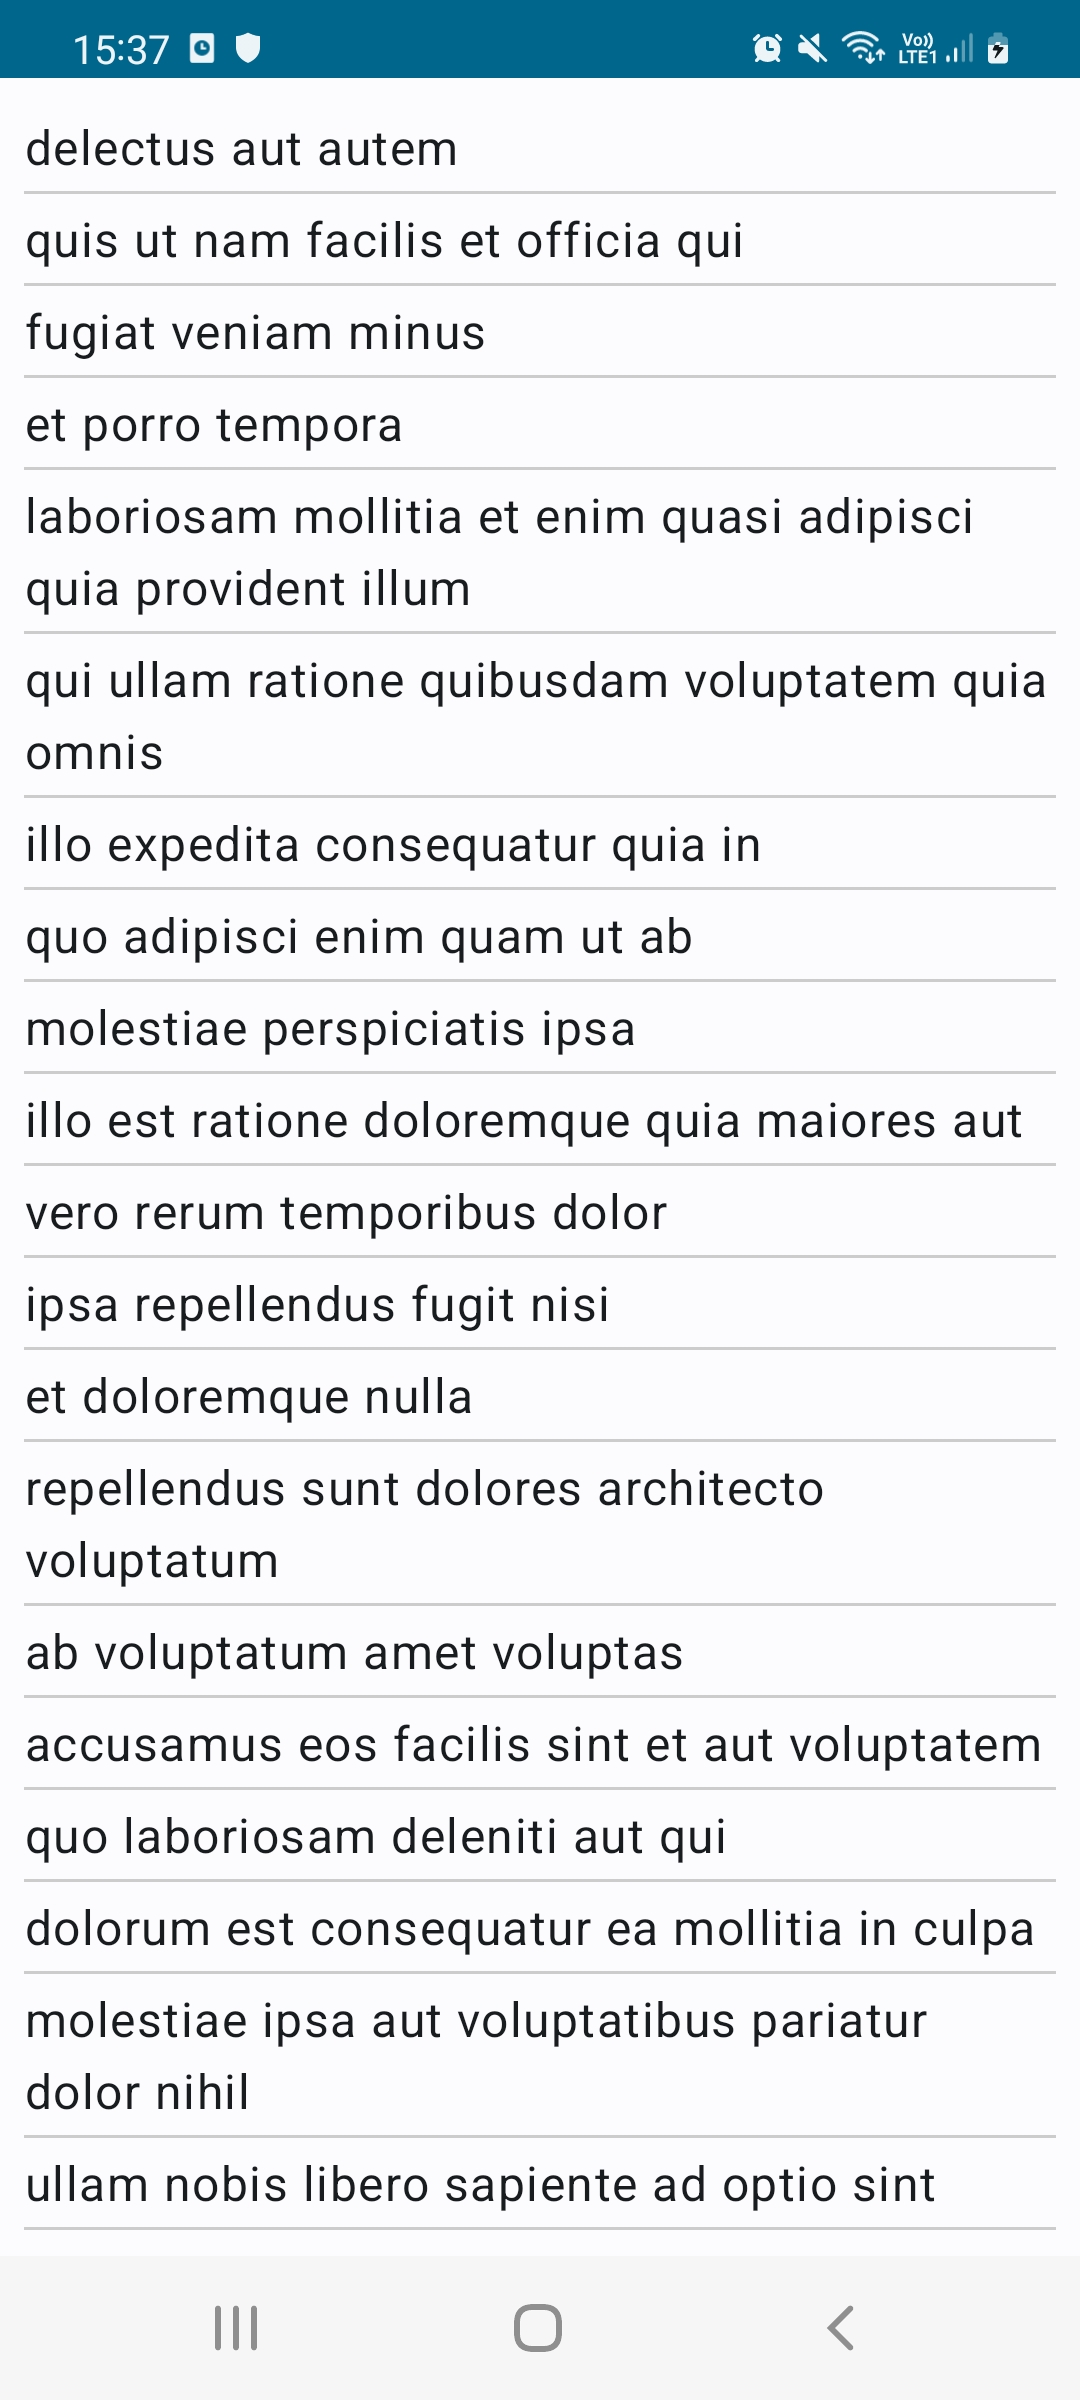 15:37
Vo))
LTE1
delectus aut autem
quis ut nam facilis et officia qui
fugiat veniam minus
et porro tempora
laboriosam mollitia et enim quasi adipisci
quia provident illum
qui ullam ratione quibusdam voluptatem quia
omnis
illo expedita consequatur quia in
quo adipisci enim quam ut ab
molestiae perspiciatis ipsa
illo est ratione doloremque quia maiores aut
vero rerum temporibus dolor
ipsa repellendus fugit nisi
et doloremque nulla
repellendus sunt dolores architecto
voluptatum
ab voluptatum amet voluptas
accusamus eos facilis sint et aut voluptatem
quo laboriosam deleniti aut qui
dolorum est consequatur ea mollitia in culpa
molestiae ipsa aut voluptatibus pariatur
dolor nihil
ullam nobis libero sapiente ad optio sint